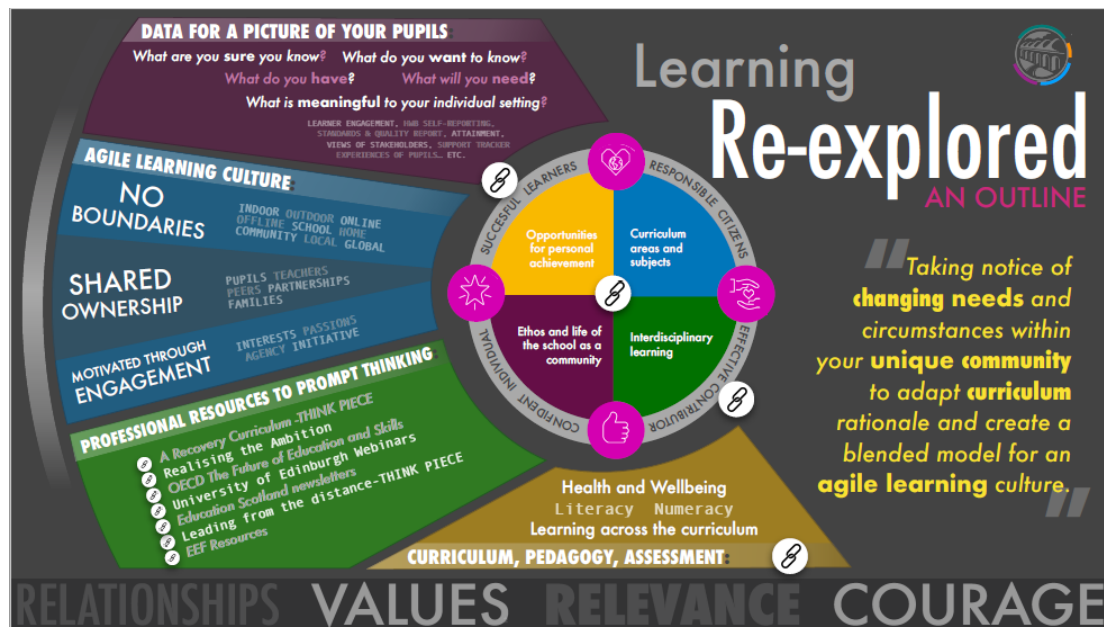 DATA FOR A PICTURE OF YOUR PUPILS:
What are you sure you know? What do you want to know?
What do you have? What will you need?
What is meaningful to your individual setting?
LEARNER ENGAGEMENT, HWB SELF-REPORTING,
STANDARDS & QUALITY REPORT, ATTAINMENT,
VIEWS OF STAKEHOLDERS, SUPPORT TRACKER
EXPERIENCES OF PUPILS… ETC.
Learning
Re-explored
AN OUTLINE
AGILE LEARNING CULTURE:
NO
BOUNDARIES
INDOOR OUTDOOR ONLINE
OFFLINE SCHOOL HOME
COMMUNITY LOCAL GLOBAL
SHARED
OWNERSHIP
PUPILS TEACHERS
PEERS PARTNERSHIPS
FAMILIES
MOTIVATED THROUGH
ENGAGEMENT
INTERESTS PASSIONS
AGENCY INITIATIVE
SUCCESFUL LEARNERS
RESPONSIBLE CITIZENS
EFFECTIVE CONTRIBUTOR
CONFIDENT INDIVIDUAL
Opportunities
for personal
achievement
Curriculum
areas and
subjects
Ethos and life of
the school as a
community
Interdisciplinary
learning
"Taking notice of
changing needs and
circumstances within
your unique community
to adapt curriculum
rationale and create a
blended model for an
agile learning culture."
PROFESSIONAL RESOURCES TO PROMPT THINKING:
A Recovery Curriculum -THINK PIECE
Realising the Ambition
OECD The Future of Education and Skills
University of Edinburgh Webinars
Education Scotland newsletters
Leading from the distance-THINK PIECE
EEF Resources
Health and Wellbeing
Literacy Numeracy
Learning across the curriculum
CURRICULUM, PEDAGOGY, ASSESSMENT:
RELATIONSHIPS VALUES RELEVANCE COURAGE